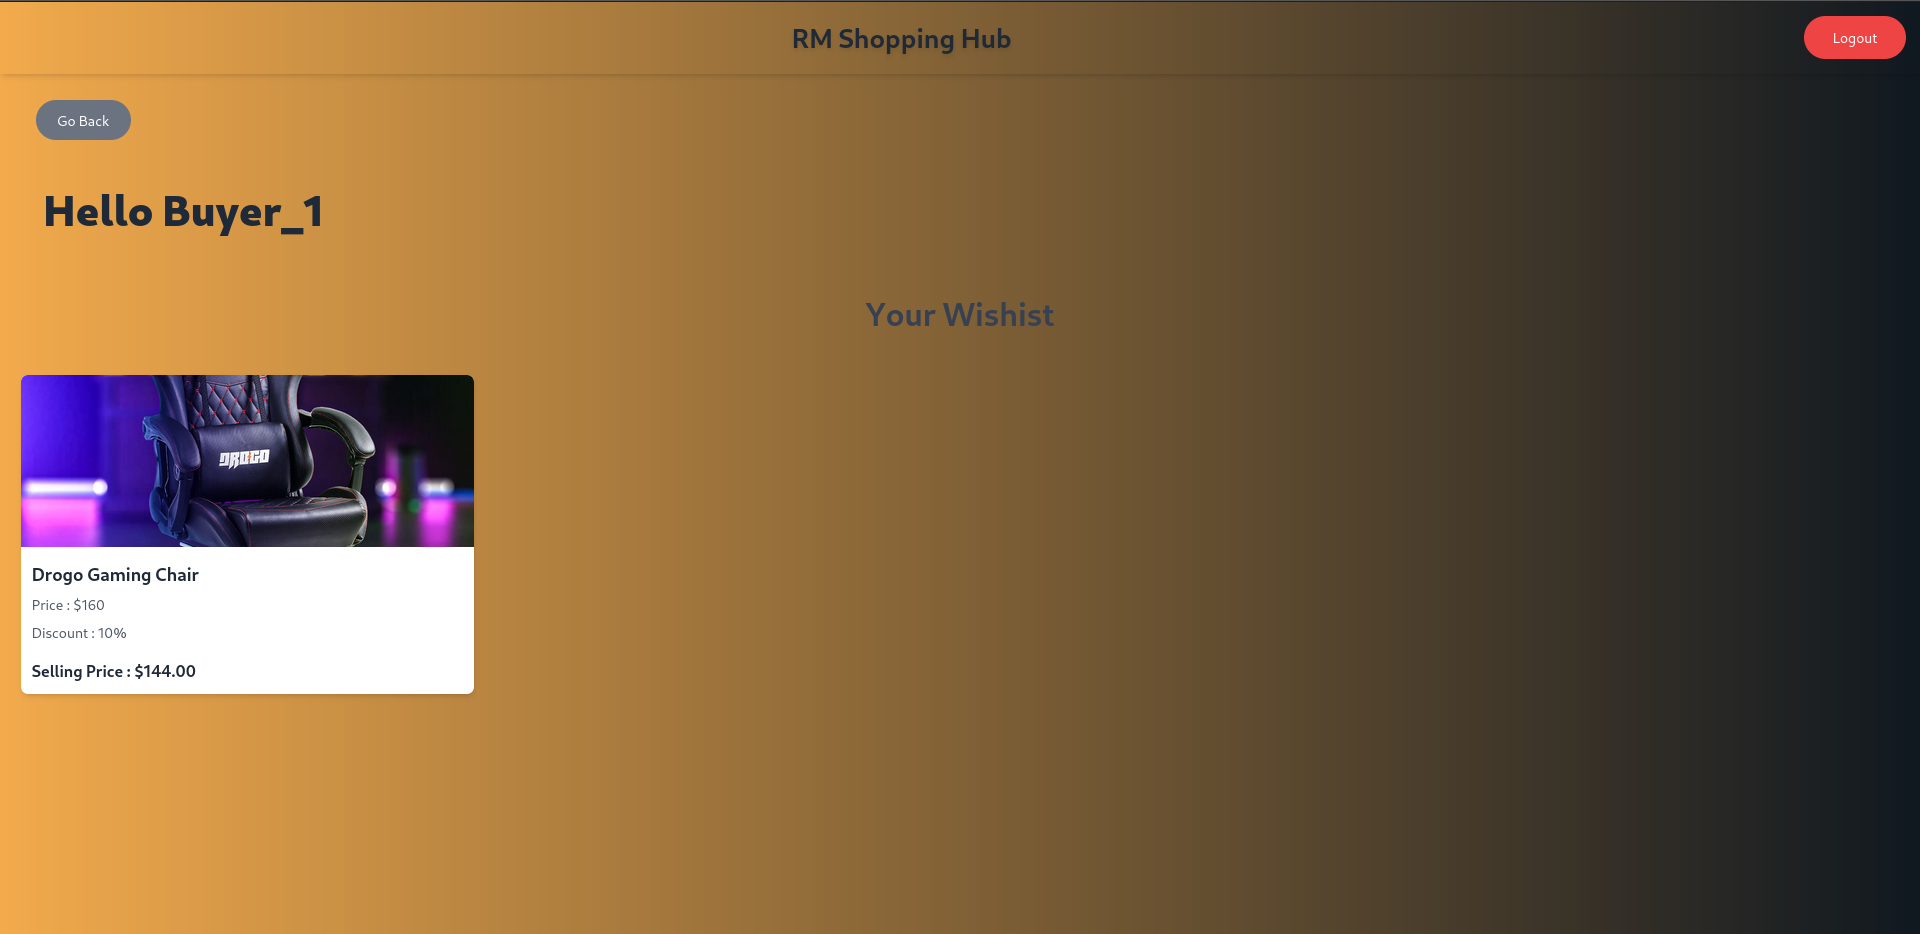 RM Shopping Hub
Logout
Go Back
Hello Buyer_1
Your Wishist
DROGO
Drogo Gaming Chair
Price : $160
Discount : 10%
Selling Price : $144.00